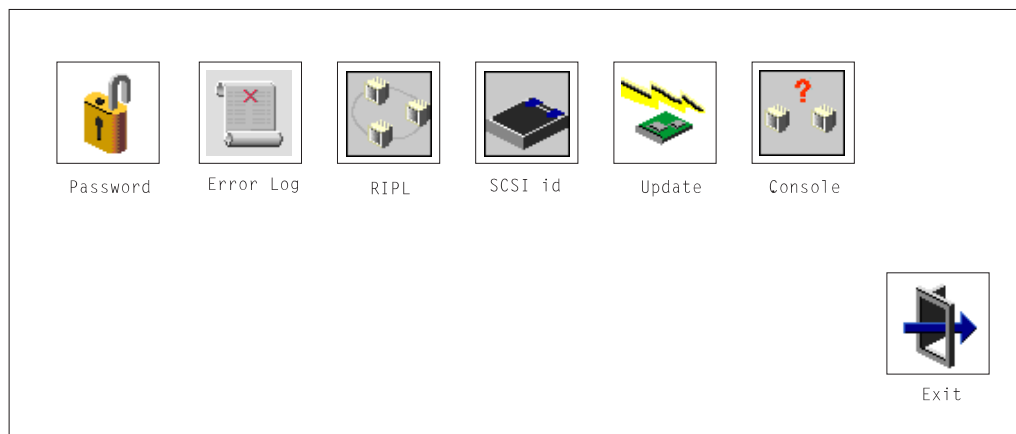 Password
Error Log
RIPL
SCSI id
Update
?
Console
Exit